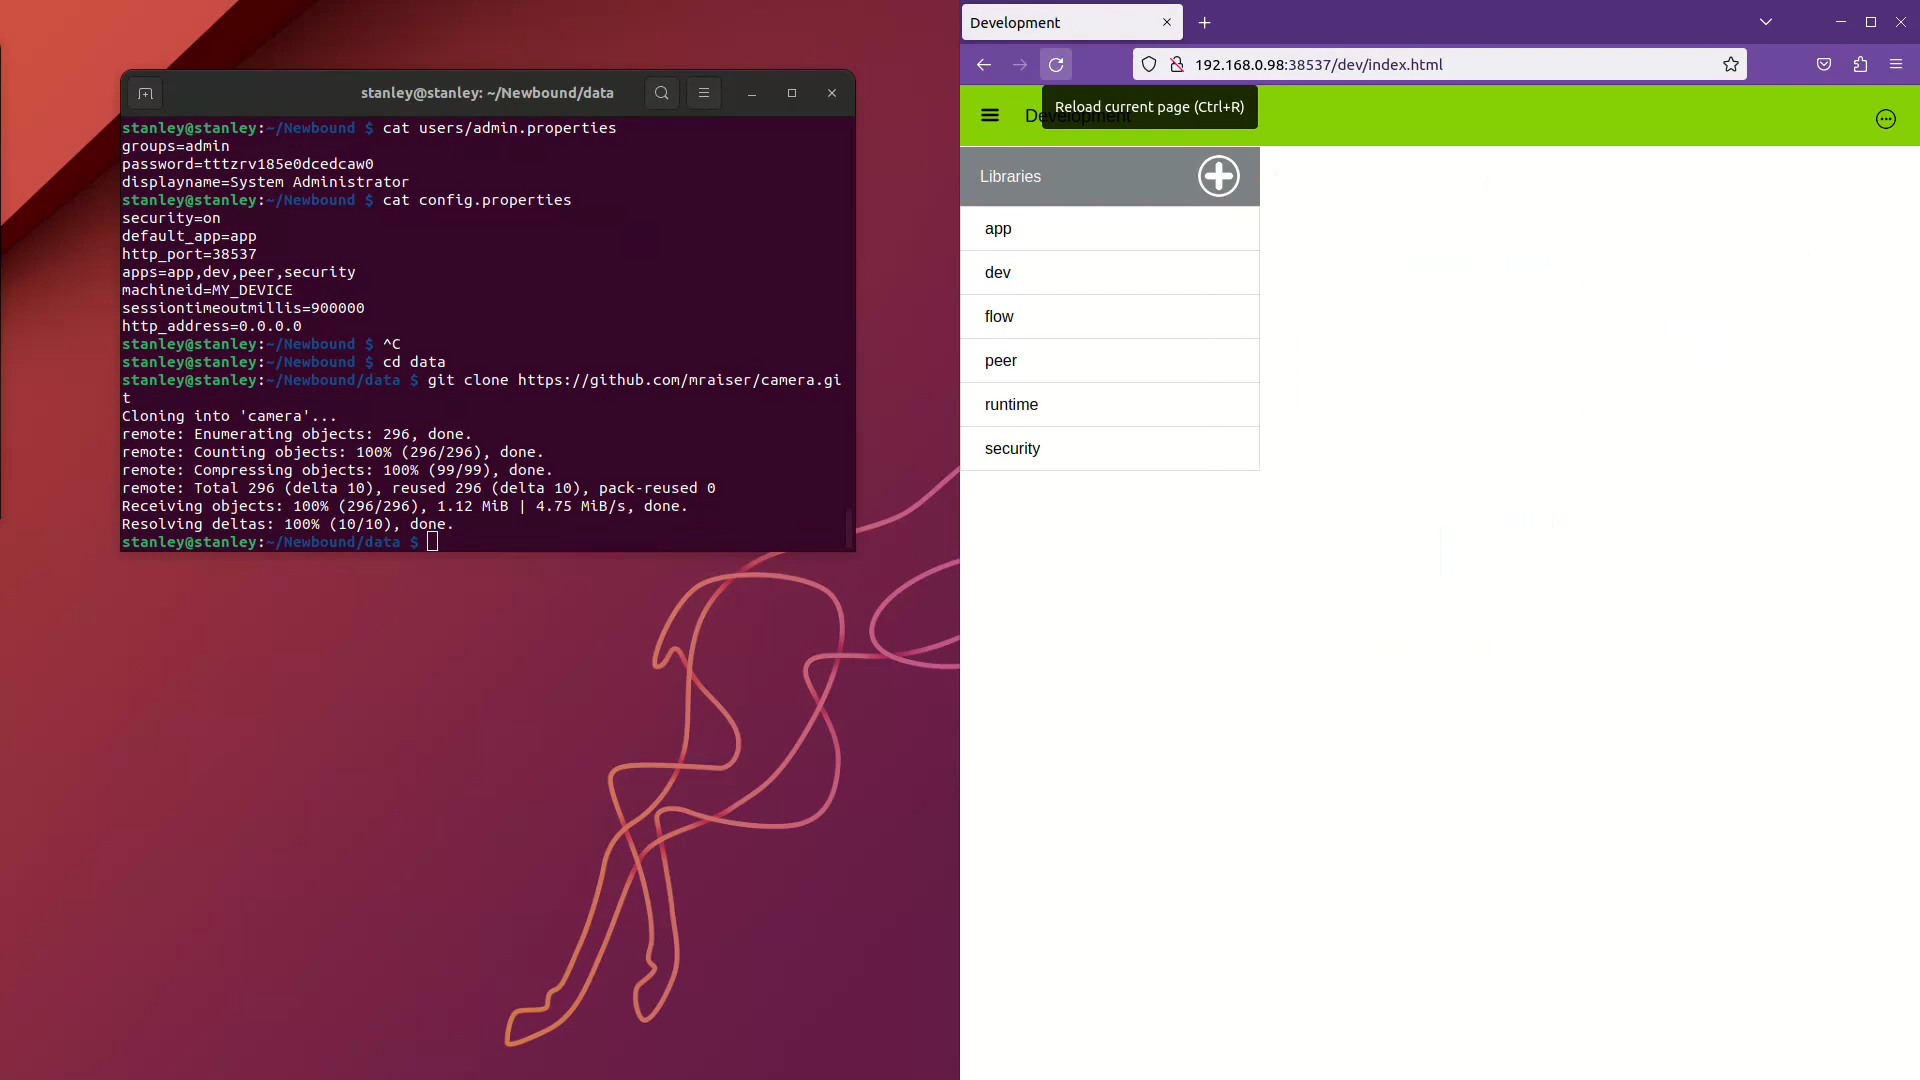 stanley@stanley: ~/Newbound/data
stanley@stanley:~/Newbound $ cat users/admin.properties
groups=admin
password=tttzrv185e0dcedcaw0
displayname=System Administrator
stanley@stanley:~/Newbound $ cat config.properties
security=on
default_app=app
http_port=38537
apps=app,dev,peer,security
machineid=MY_DEVICE
sessiontimeoutmillis=900000
http_address=0.0.0.0
stanley@stanley:~/Newbound $ ^C
stanley@stanley:~/Newbound $ cd data
stanley@stanley:~/Newbound/data $ git clone https://github.com/mraiser/camera.gi
t
Cloning into 'camera'...
remote: Enumerating objects: 296, done.
remote: Counting objects: 100% (296/296), done.
remote: Compressing objects: 100% (99/99), done.
remote: Total 296 (delta 10), reused 296 (delta 10), pack-reused 0
Receiving objects: 100% (296/296), 1.12 MiB | 4.75 MiB/s, done.
Resolving deltas: 100% (10/10), done.
stanley@stanley:~/Newbound/data $
Development
192.168.0.98:38537/dev/index.html
Reload current page (Ctrl+R)
Development
Libraries
app
dev
flow
peer
runtime
security